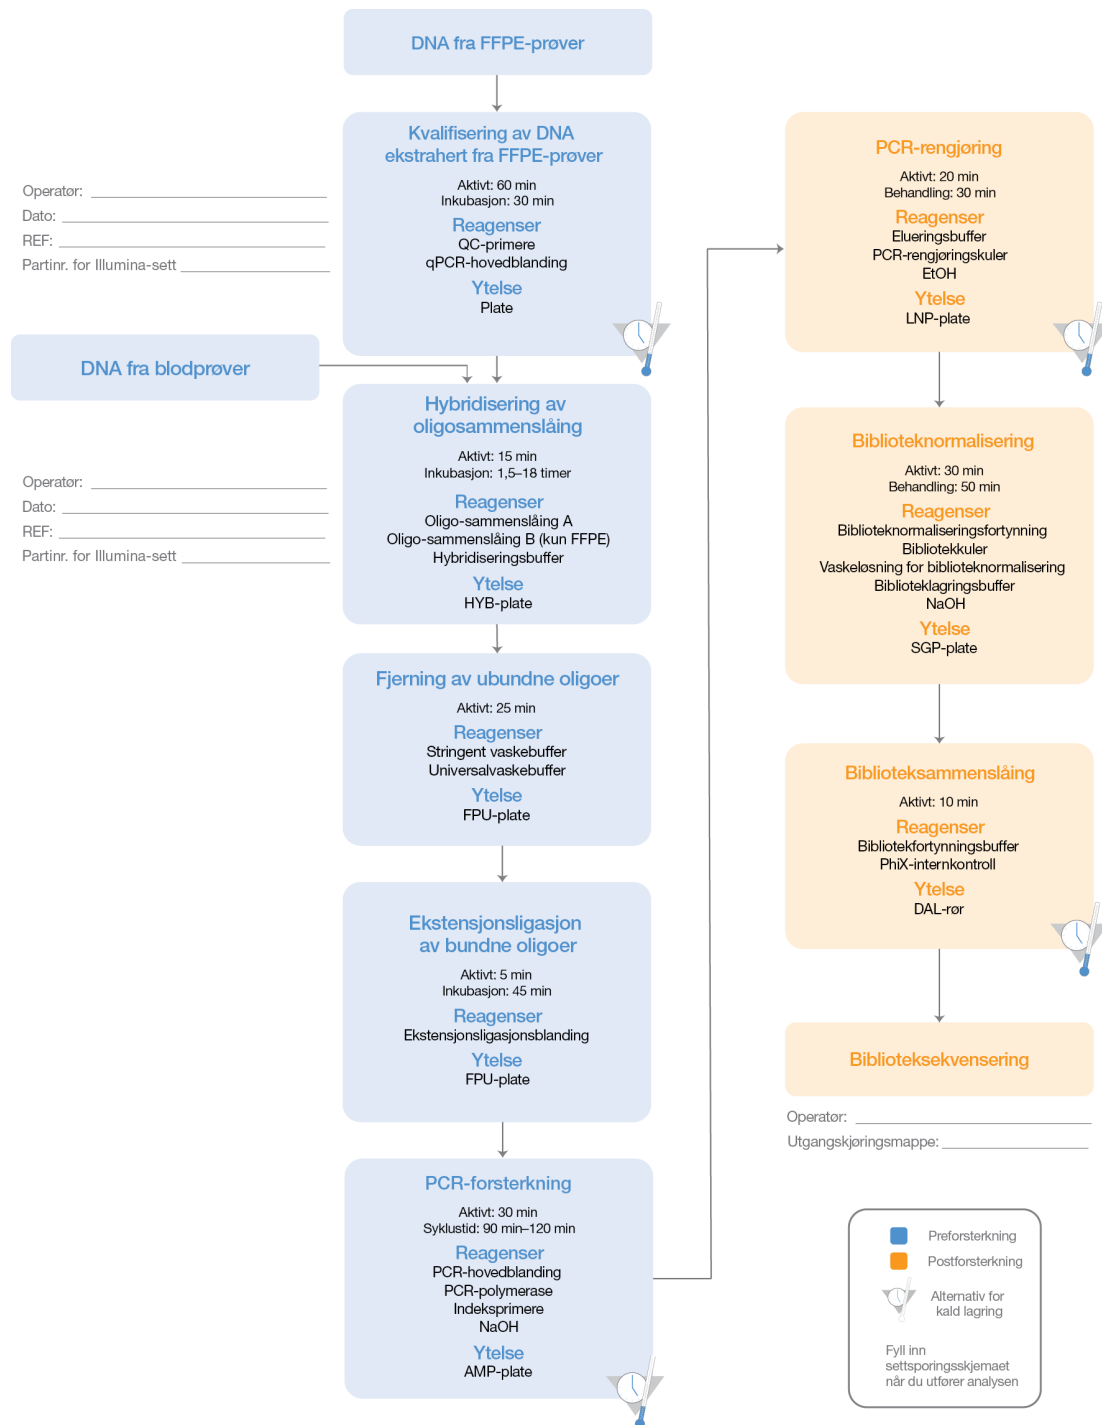 DNA fra FFPE-prøver
Kvalifisering av DNA
ekstrahert fra FFPE-prøver
Aktivt: 60 min
Inkubasjon: 30 min
Reagenser
QC-primere
qPCR-hovedblanding
Ytelse
Plate
Operatør:
Dato:
REF:
Partinr. for Illumina-sett
DNA fra blodprøver
Hybridisering av
oligosammenslåing
Aktivt: 15 min
Inkubasjon: 1,5–18 timer
Reagenser
Oligo-sammenslåing A
Oligo-sammenslåing B (kun FFPE)
Hybridiseringsbuffer
Ytelse
HYB-plate
Operatør:
Dato:
REF:
Partinr. for Illumina-sett
Fjerning av ubundne oligoer
Aktivt: 25 min
Reagenser
Stringent vaskebuffer
Universalvaskebuffer
Ytelse
FPU-plate
Ekstensjonsligasjon
av bundne oligoer
Aktivt: 5 min
Inkubasjon: 45 min
Reagenser
Ekstensjonsligasjonsblanding
Ytelse
FPU-plate
PCR-forsterkning
Aktivt: 30 min
Syklustid: 90 min–120 min
Reagenser
PCR-hovedblanding
PCR-polymerase
Indeksprimere
NaOH
Ytelse
AMP-plate
PCR-rengjøring
Aktivt: 20 min
Behandling: 30 min
Reagenser
Elueringsbuffer
PCR-rengjøringskuler
EtOH
Ytelse
LNP-plate
Biblioteknormalisering
Aktivt: 30 min
Behandling: 50 min
Reagenser
Biblioteknormaliseringsfortynning
Bibliotekkuler
Vaskeløsning for biblioteknormalisering
Biblioteklagringsbuffer
NaOH
Ytelse
SGP-plate
Biblioteksammenslåing
Aktivt: 10 min
Reagenser
Bibliotekfortynningsbuffer
PhiX-internkontroll
Ytelse
DAL-rør
Biblioteksekvensering
Operatør:
Utgangskjøringsmappe:
Preforsterkning
Postforsterkning
Alternativ for
kald lagring
Fyll inn
settsporingsskjemaet
når du utfører analysen